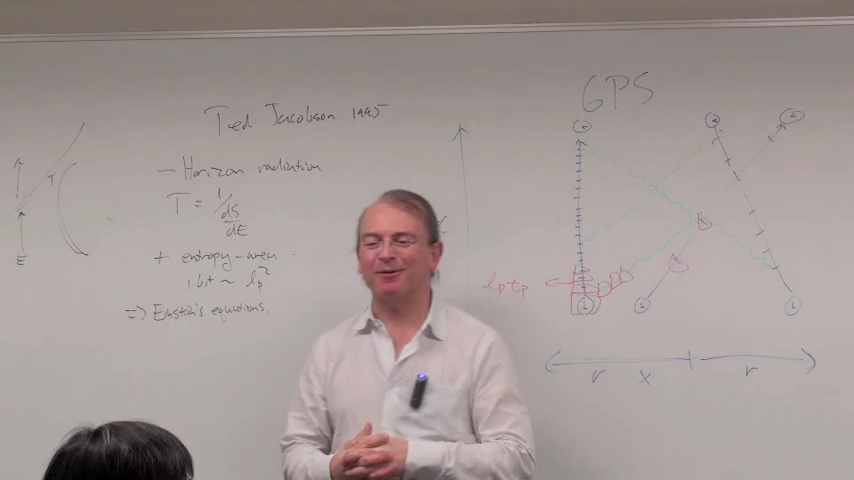 Ted Jacobson 1995
- Horizon radiation
T = 1/dS/dE
+ entropy-area
1 bit ~ lp²
=> Einstein's equations.
T
E
GPS
lptp
r x r